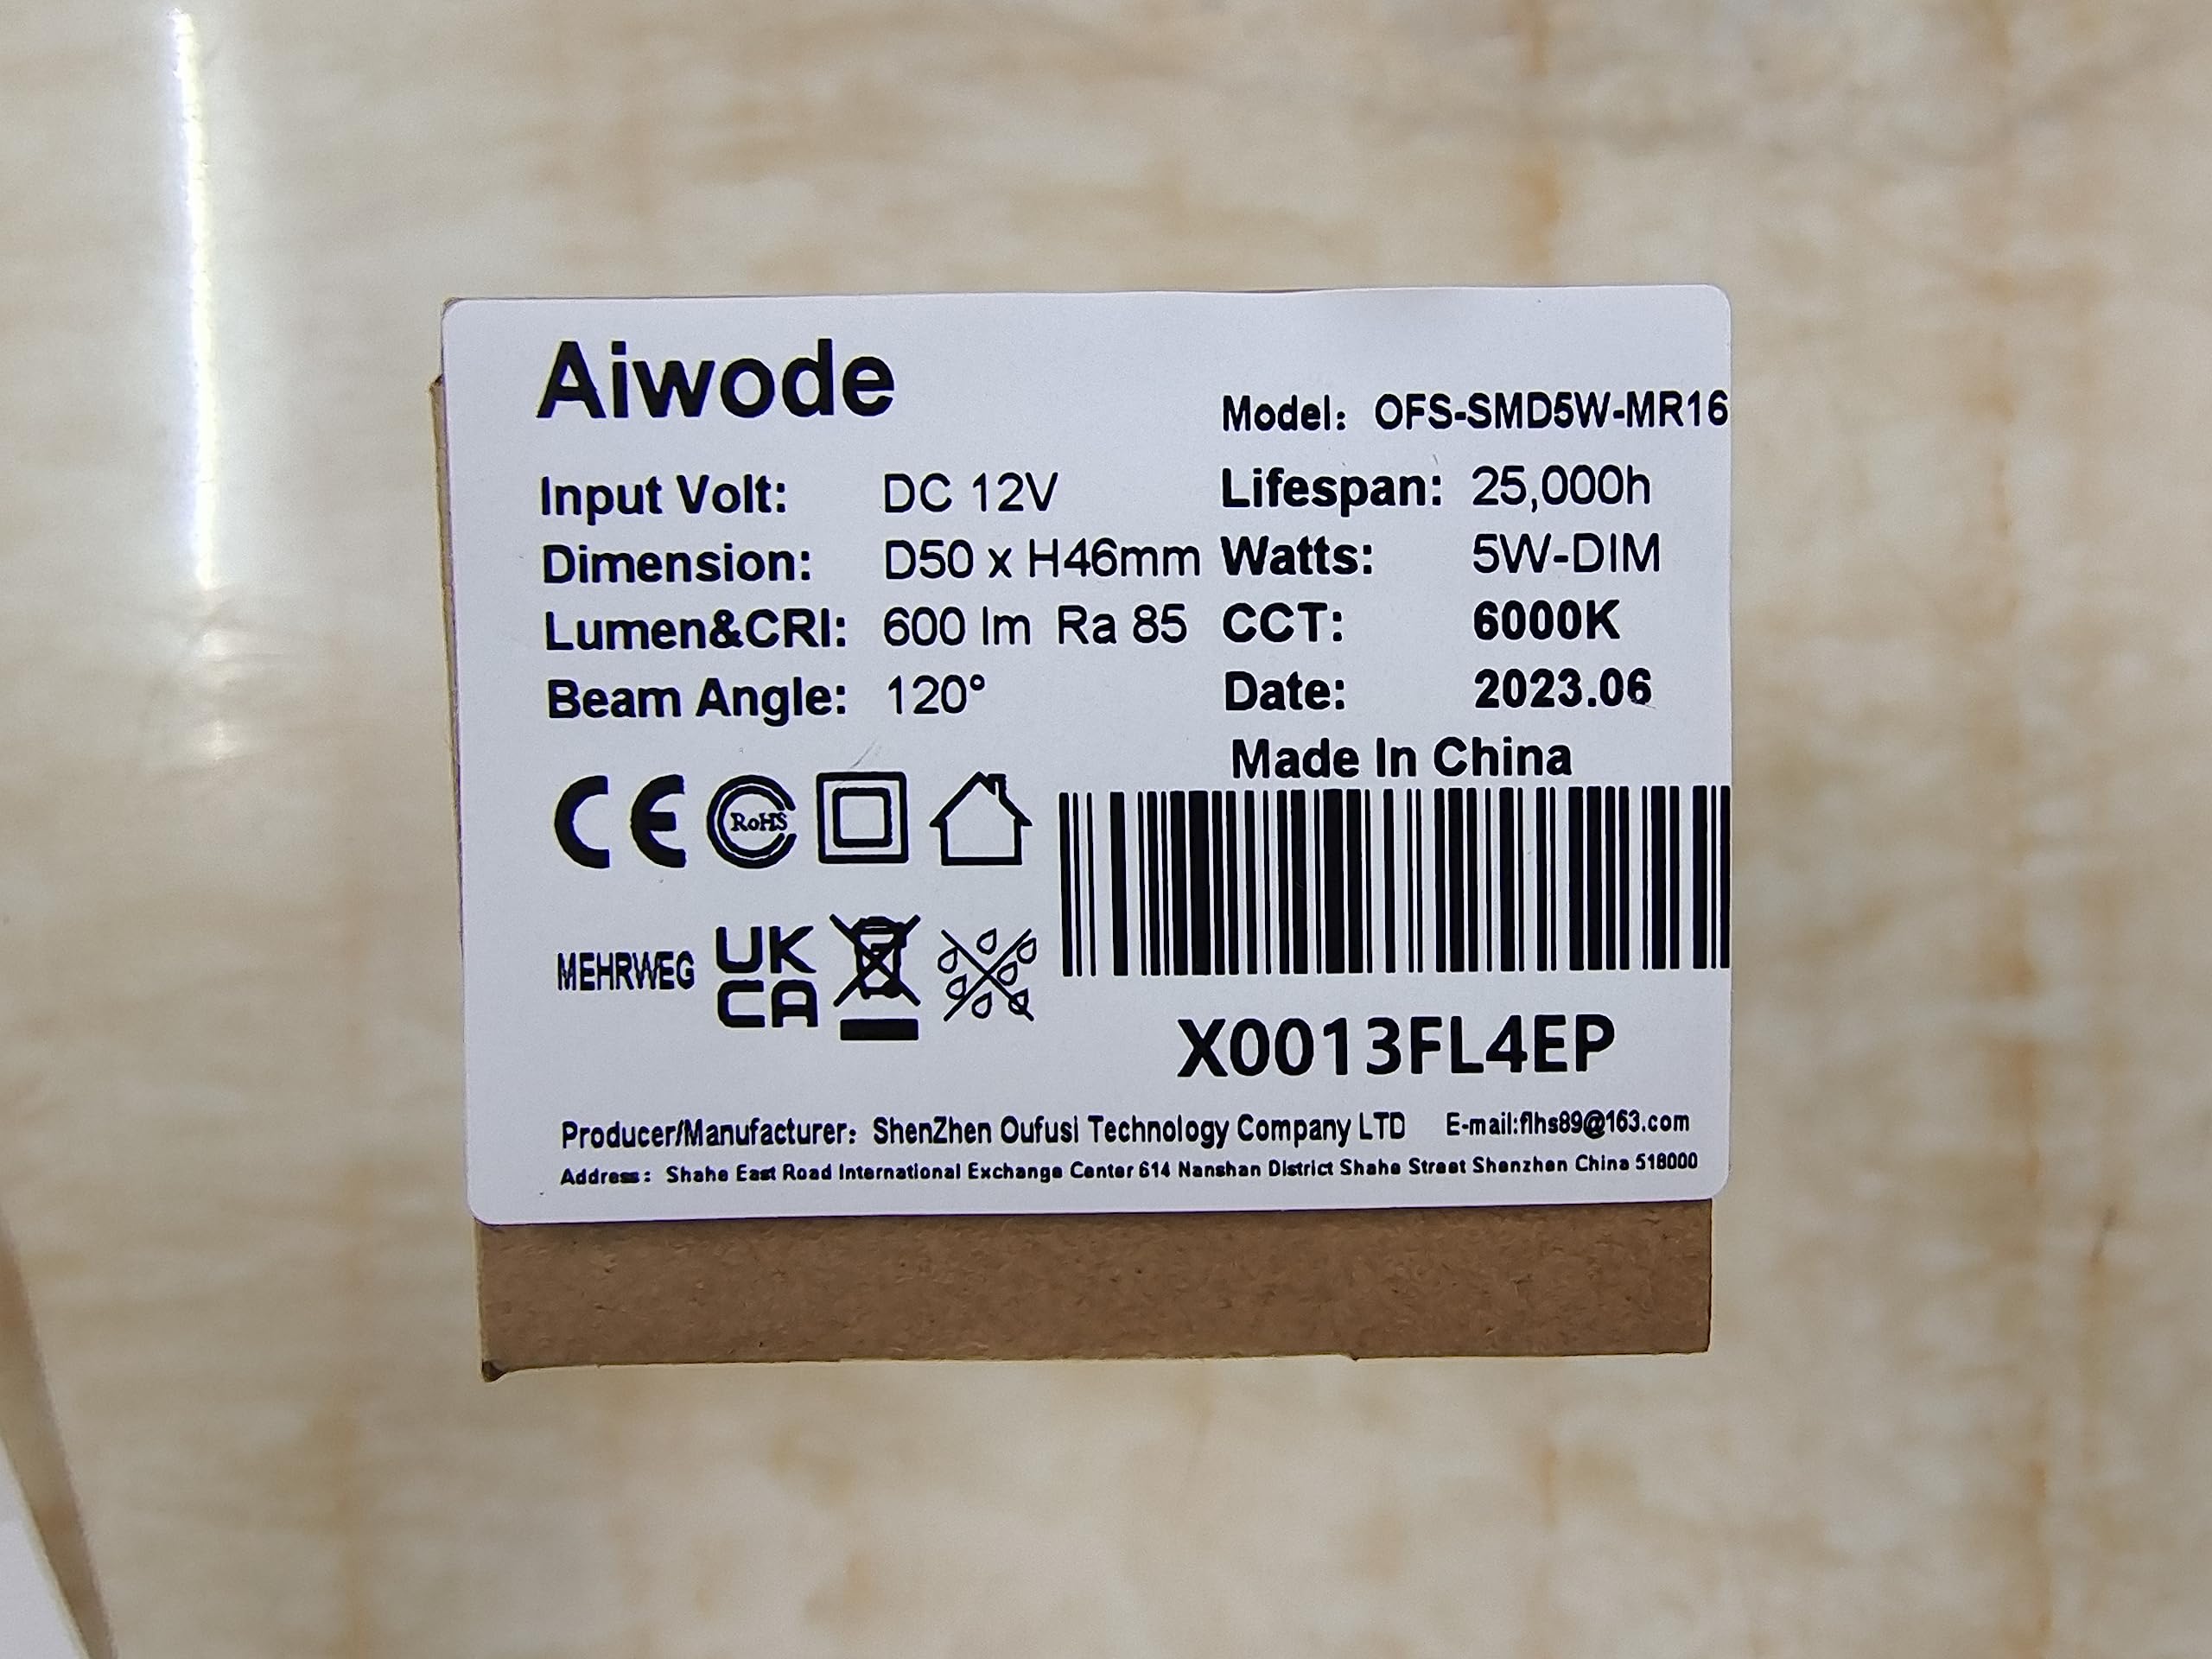 Aiwode
Model: OFS-SMD5W-MR16
Input Volt: DC 12V Lifespan: 25,000h
Dimension: D50 x H46mm Watts: 5W-DIM
Lumen&CRI: 600 lm Ra 85 CCT: 6000K
Beam Angle: 120° Date: 2023.06
Made In China
CE RoHS
MEHRWEG UK
CA
X0013FL4EP
Producer/Manufacturer: ShenZhen Oufusi Technology Company LTD E-mail:flhs89@163.com
Address: Shahe East Road International Exchange Center 614 Nanshan District Shahe Street Shenzhen China 518000